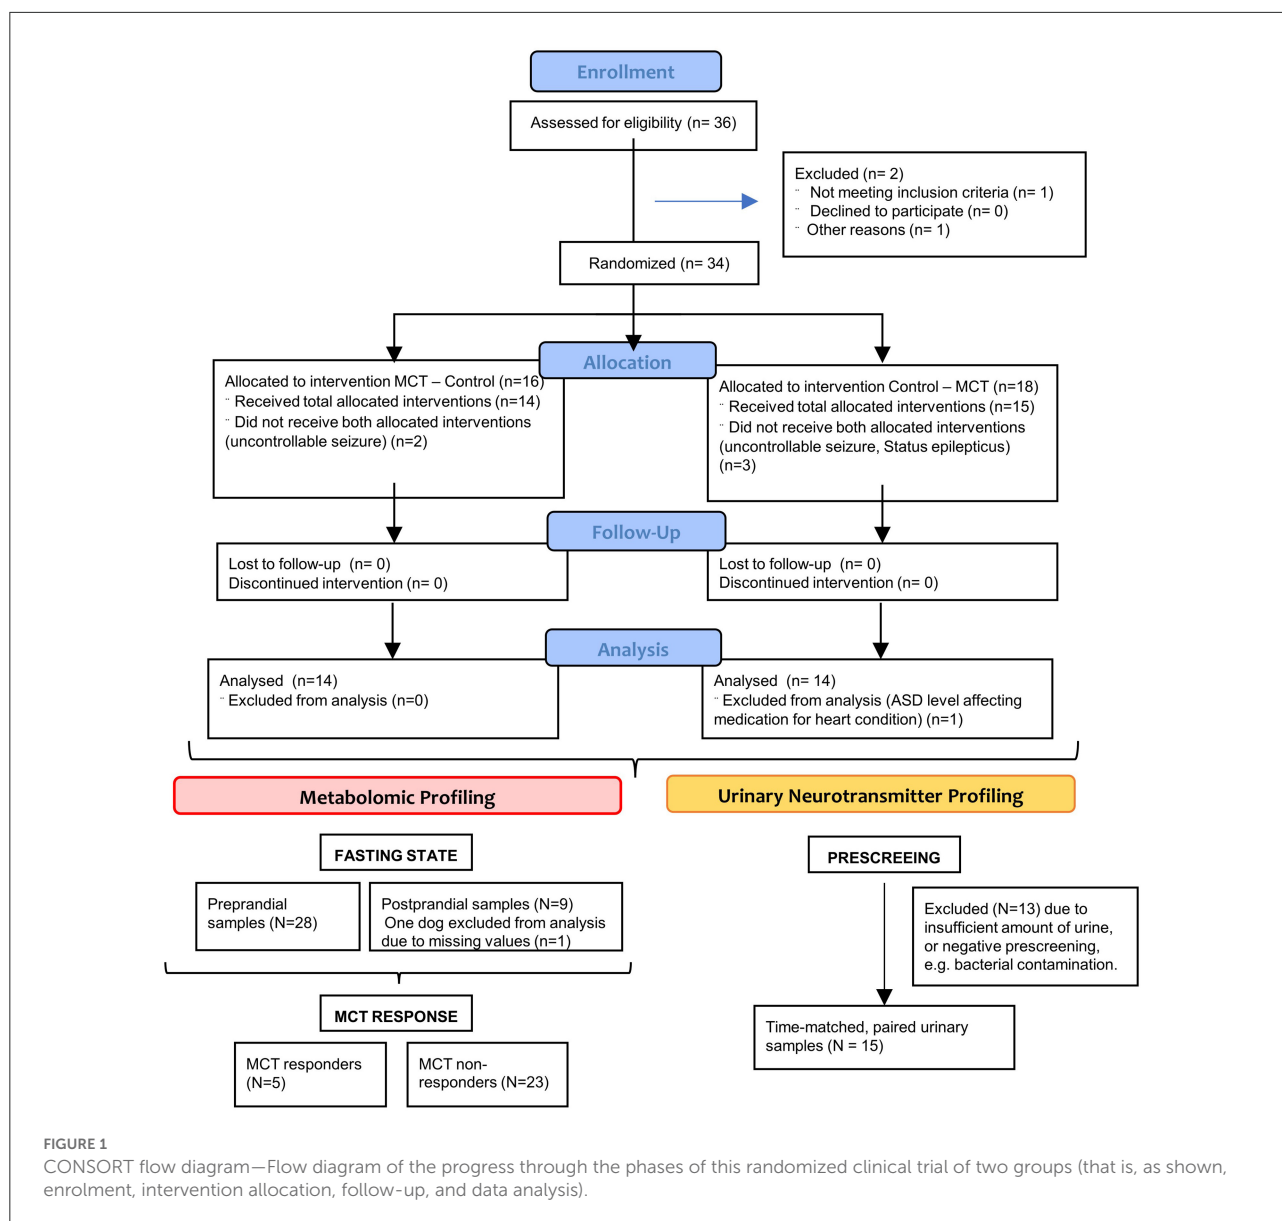 Enrollment
Assessed for eligibility (n= 36)
Excluded (n= 2)
¨ Not meeting inclusion criteria (n= 1)
¨ Declined to participate (n= 0)
¨ Other reasons (n= 1)
Randomized (n= 34)
Allocation
Allocated to intervention MCT – Control (n=16)
¨ Received total allocated interventions (n=14)
¨ Did not receive both allocated interventions
(uncontrollable seizure) (n=2)
Allocated to intervention Control – MCT (n=18)
¨ Received total allocated interventions (n=15)
¨ Did not receive both allocated interventions
(uncontrollable seizure, Status epilepticus)
(n=3)
Follow-Up
Lost to follow-up (n= 0)
Discontinued intervention (n= 0)
Lost to follow-up (n= 0)
Discontinued intervention (n= 0)
Analysis
Analysed (n=14)
¨ Excluded from analysis (n=0)
Analysed (n= 14)
¨ Excluded from analysis (ASD level affecting
medication for heart condition) (n=1)
Metabolomic Profiling
Urinary Neurotransmitter Profiling
FASTING STATE
Preprandial
samples (N=28)
Postprandial samples (N=9)
One dog excluded from analysis
due to missing values (n=1)
MCT RESPONSE
MCT responders
(N=5)
MCT non-
responders (N=23)
PRESCREEING
Excluded (N=13) due to
insufficient amount of urine,
or negative prescreening,
e.g. bacterial contamination.
Time-matched, paired urinary
samples (N = 15)
FIGURE 1
CONSORT flow diagram—Flow diagram of the progress through the phases of this randomized clinical trial of two groups (that is, as shown,
enrolment, intervention allocation, follow-up, and data analysis).